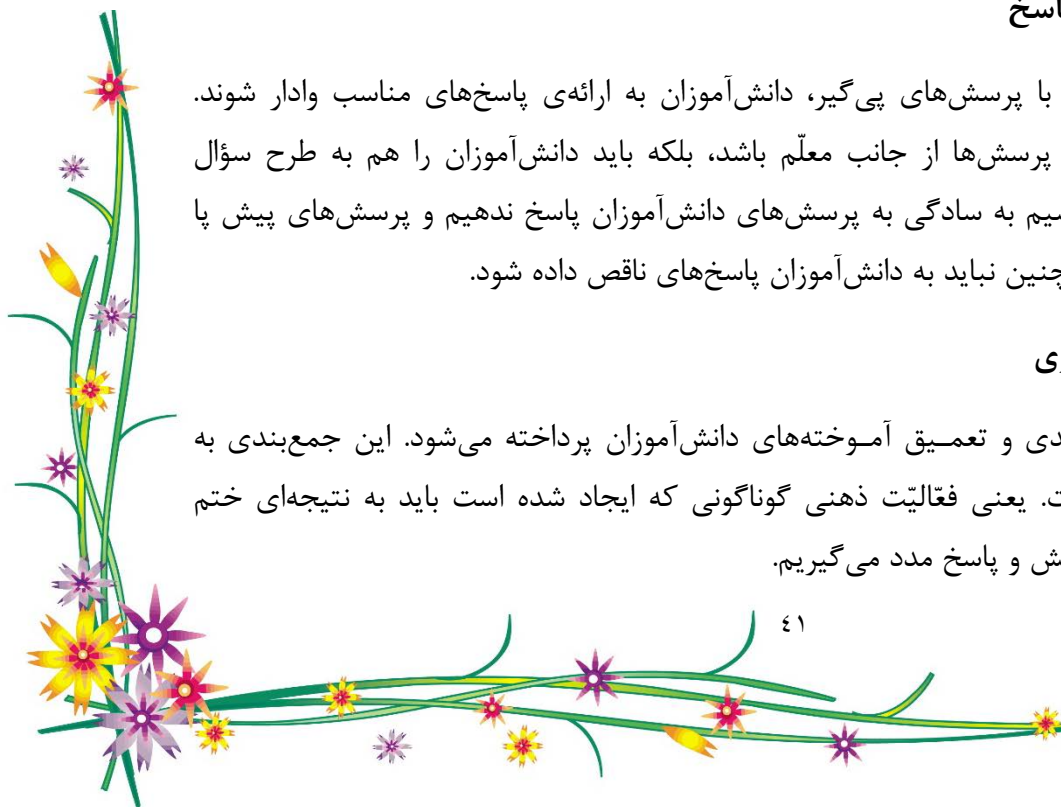 اسخ
با پرسش‌های پی‌گیر، دانش‌آموزان به ارائه‌ی پاسخ‌های مناسب وادار شوند.
پرسش‌ها از جانب معلّم باشد، بلکه باید دانش‌آموزان را هم به طرح سؤال
به سادگی به پرسش‌های دانش‌آموزان پاسخ ندهیم و پرسش‌های پیش پا
چنین نباید به دانش‌آموزان پاسخ‌های ناقص داده شود.
ری
دی و تعمـیق آمـوخته‌های دانش‌آموزان پرداخته می‌شود. این جمع‌بندی به
ت. یعنی فعّالیّت ذهنی گوناگونی که ایجاد شده است باید به نتیجه‌ای ختم
ش و پاسخ مدد می‌گیریم.
٤١